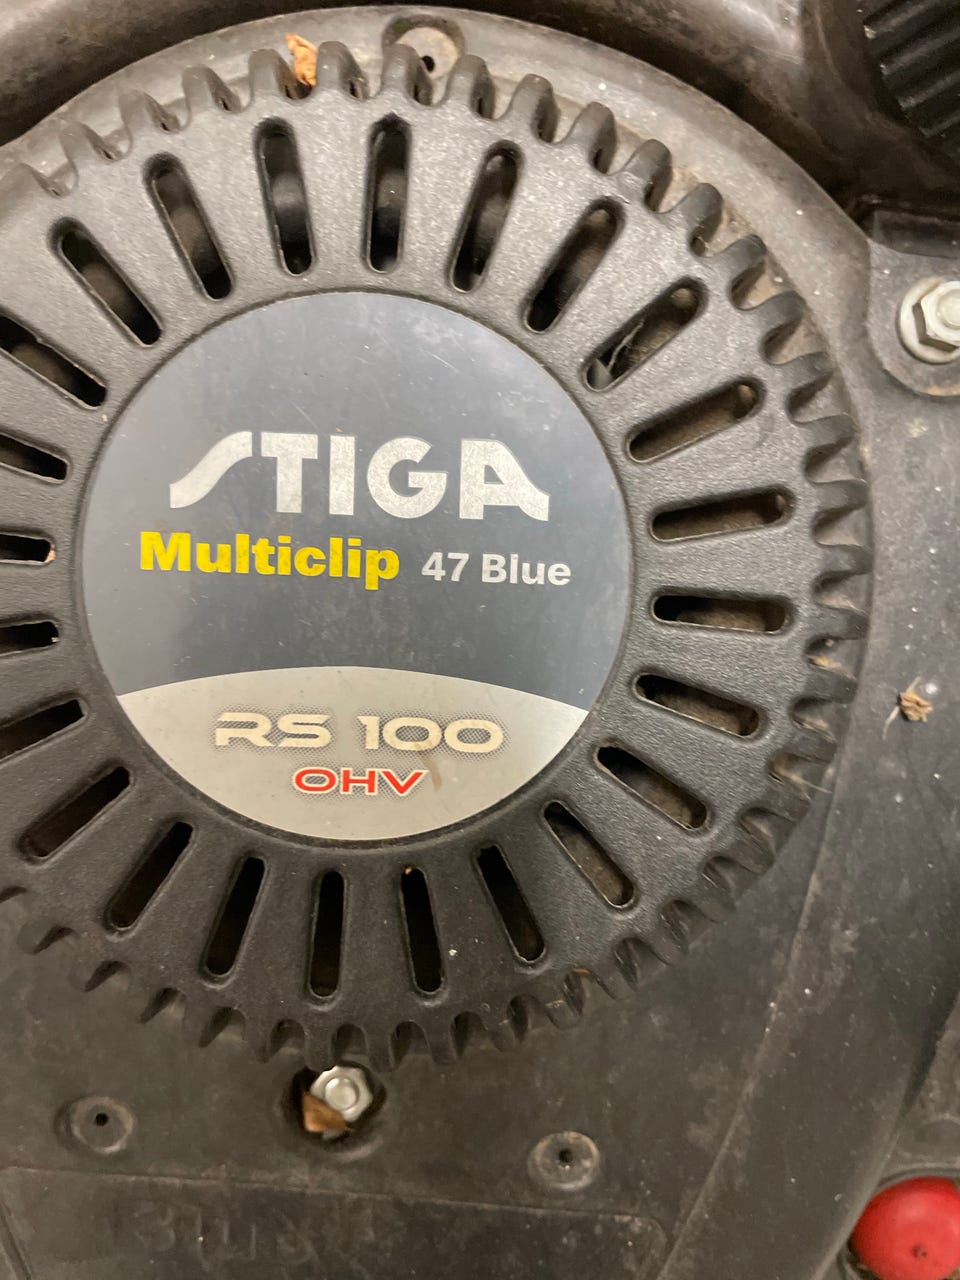 STIGA
Multiclip 47 Blue
RS 100
OHV